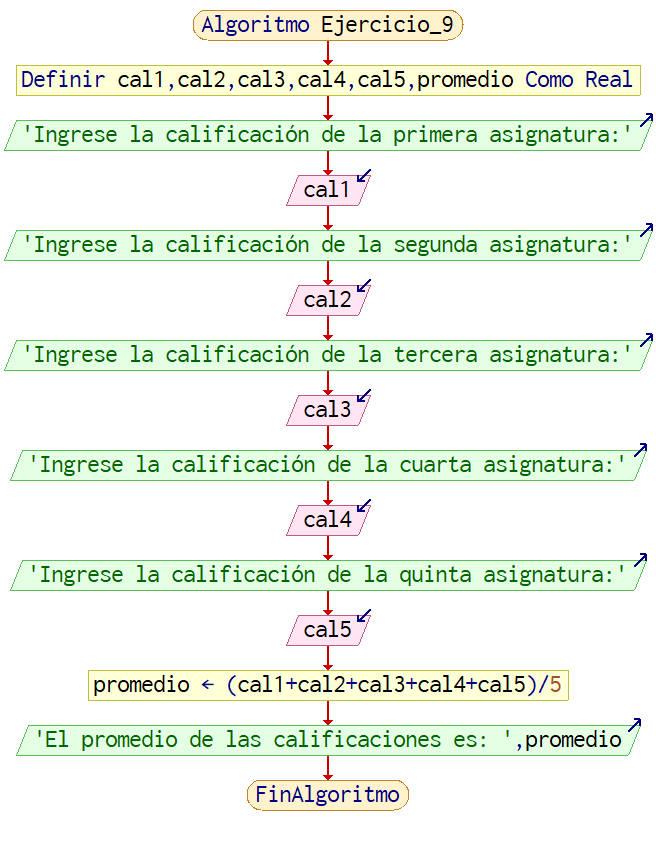 Algoritmo Ejercicio_9
Definir cal1,cal2,cal3,cal4,cal5,promedio Como Real
'Ingrese la calificación de la primera asignatura:'
cal1
'Ingrese la calificación de la segunda asignatura:'
cal2
'Ingrese la calificación de la tercera asignatura:'
cal3
'Ingrese la calificación de la cuarta asignatura:'
cal4
'Ingrese la calificación de la quinta asignatura:'
cal5
promedio ← (cal1+cal2+cal3+cal4+cal5)/5
'El promedio de las calificaciones es: ',promedio
FinAlgoritmo